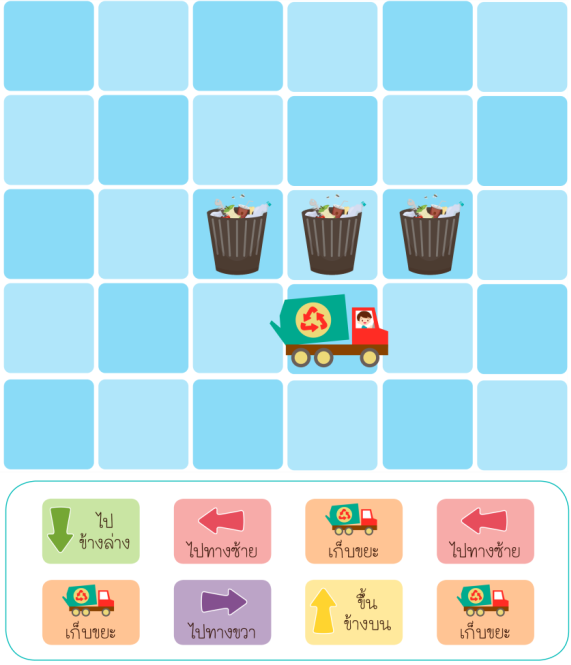 ไป
ข้างล่าง
ไปทางซ้าย
เก็บขยะ
ไปทางซ้าย
เก็บขยะ
ไปทางขวา
ขึ้น
ข้างบน
เก็บขยะ